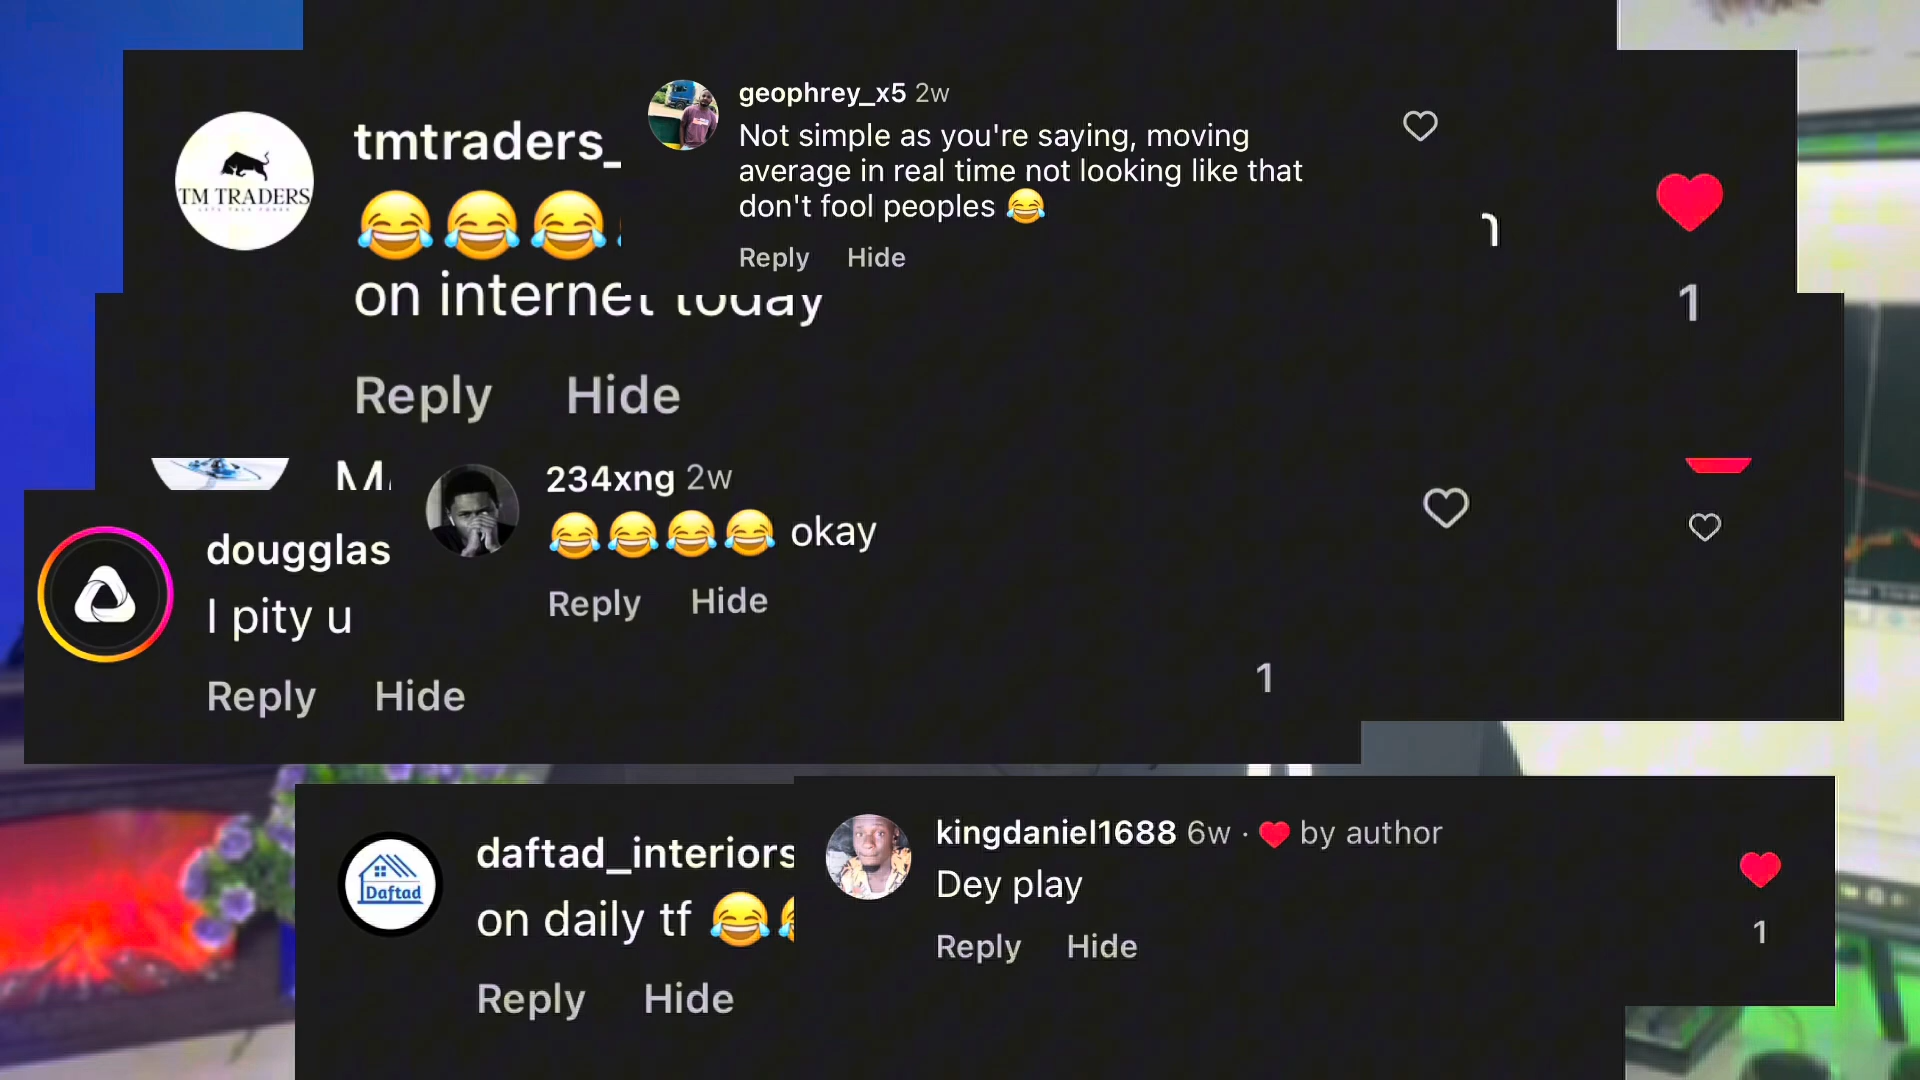 tmtraders_
TM TRADERS
on internet today
Reply Hide
1
geophrey_x5 2w
Not simple as you're saying, moving
average in real time not looking like that
don't fool peoples 😂
Reply Hide
234xng 2w
😂😂😂😂 okay
Reply Hide
dougglas
I pity u
Reply Hide
1
daftad_interiors
Daftad
on daily tf 😂
Reply Hide
kingdaniel1688 6w · ❤️ by author
Dey play
Reply Hide
1